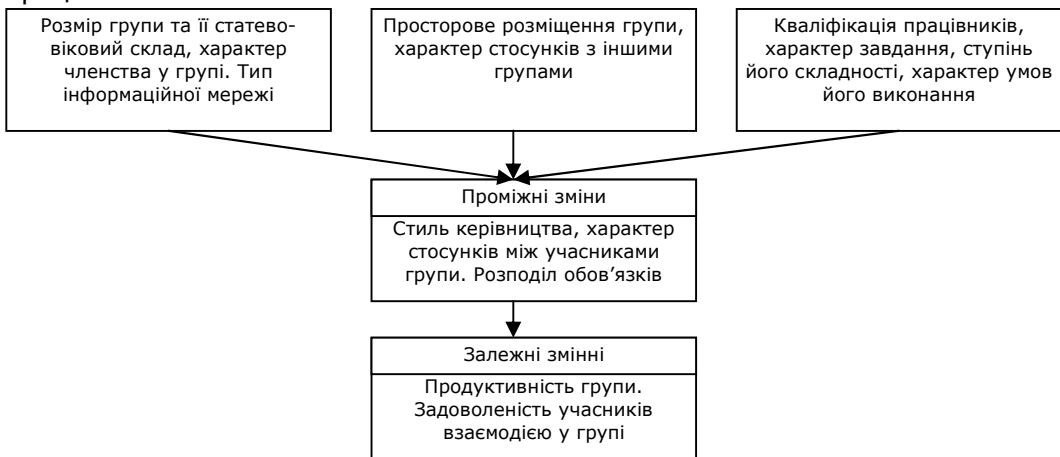 Розмір групи та її статево-
віковий склад, характер
членства у групі. Тип
інформаційної мережі
Просторове розміщення групи,
характер стосунків з іншими
групами
Кваліфікація працівників,
характер завдання, ступінь
його складності, характер умов
його виконання
Проміжні зміни
Стиль керівництва, характер
стосунків між учасниками
групи. Розподіл обов’язків
Залежні змінні
Продуктивність групи.
Задоволеність учасників
взаємодією у групі